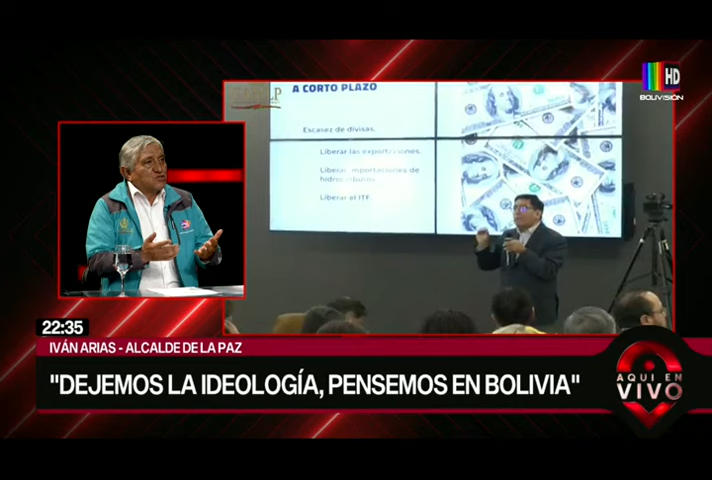 A CORTO PLAZO
HD
BOLIVISIÓN
Escasez de divisas.
Liberar las exportaciones.
Liberar importaciones de
hidrocarburos.
Liberar el ITF.
22:35
IVÁN ARIAS - ALCALDE DE LA PAZ
"DEJEMOS LA IDEOLOGÍA, PENSEMOS EN BOLIVIA"
AQUI EN
VIVO